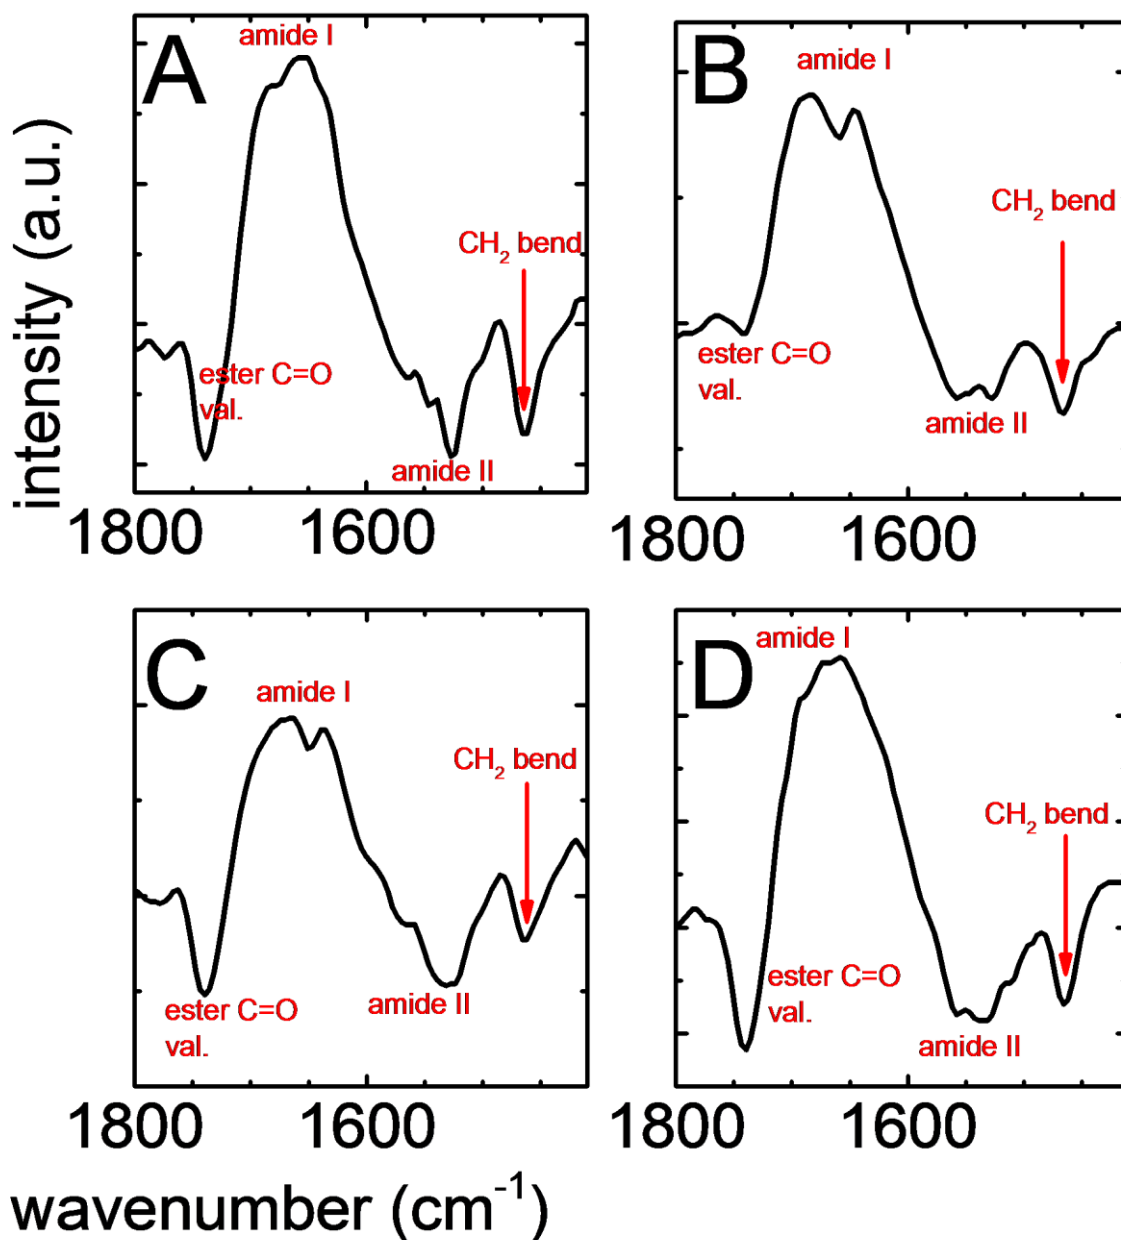 intensity (a.u.)
A
amide I
CH₂ bend
ester C=O
val.
amide II
1800
1600
B
amide I
CH₂ bend
ester C=O
val.
amide II
1800
1600
C
amide I
CH₂ bend
ester C=O
val.
amide II
1800
1600
D
amide I
CH₂ bend
ester C=O
val.
amide II
1800
1600
wavenumber (cm⁻¹)